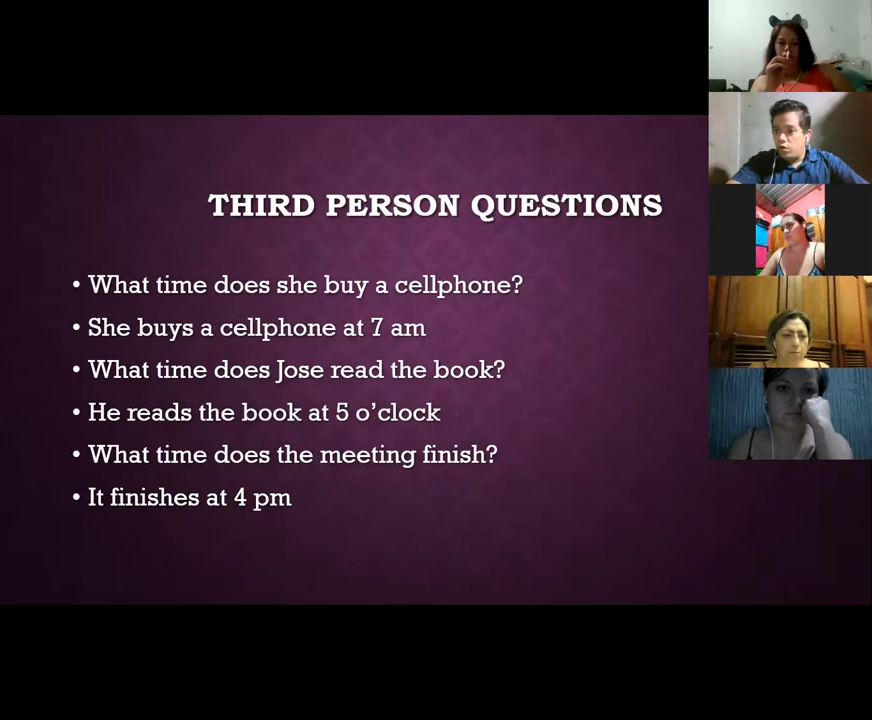 THIRD PERSON QUESTIONS
• What time does she buy a cellphone?
• She buys a cellphone at 7 am
• What time does Jose read the book?
• He reads the book at 5 o’clock
• What time does the meeting finish?
• It finishes at 4 pm